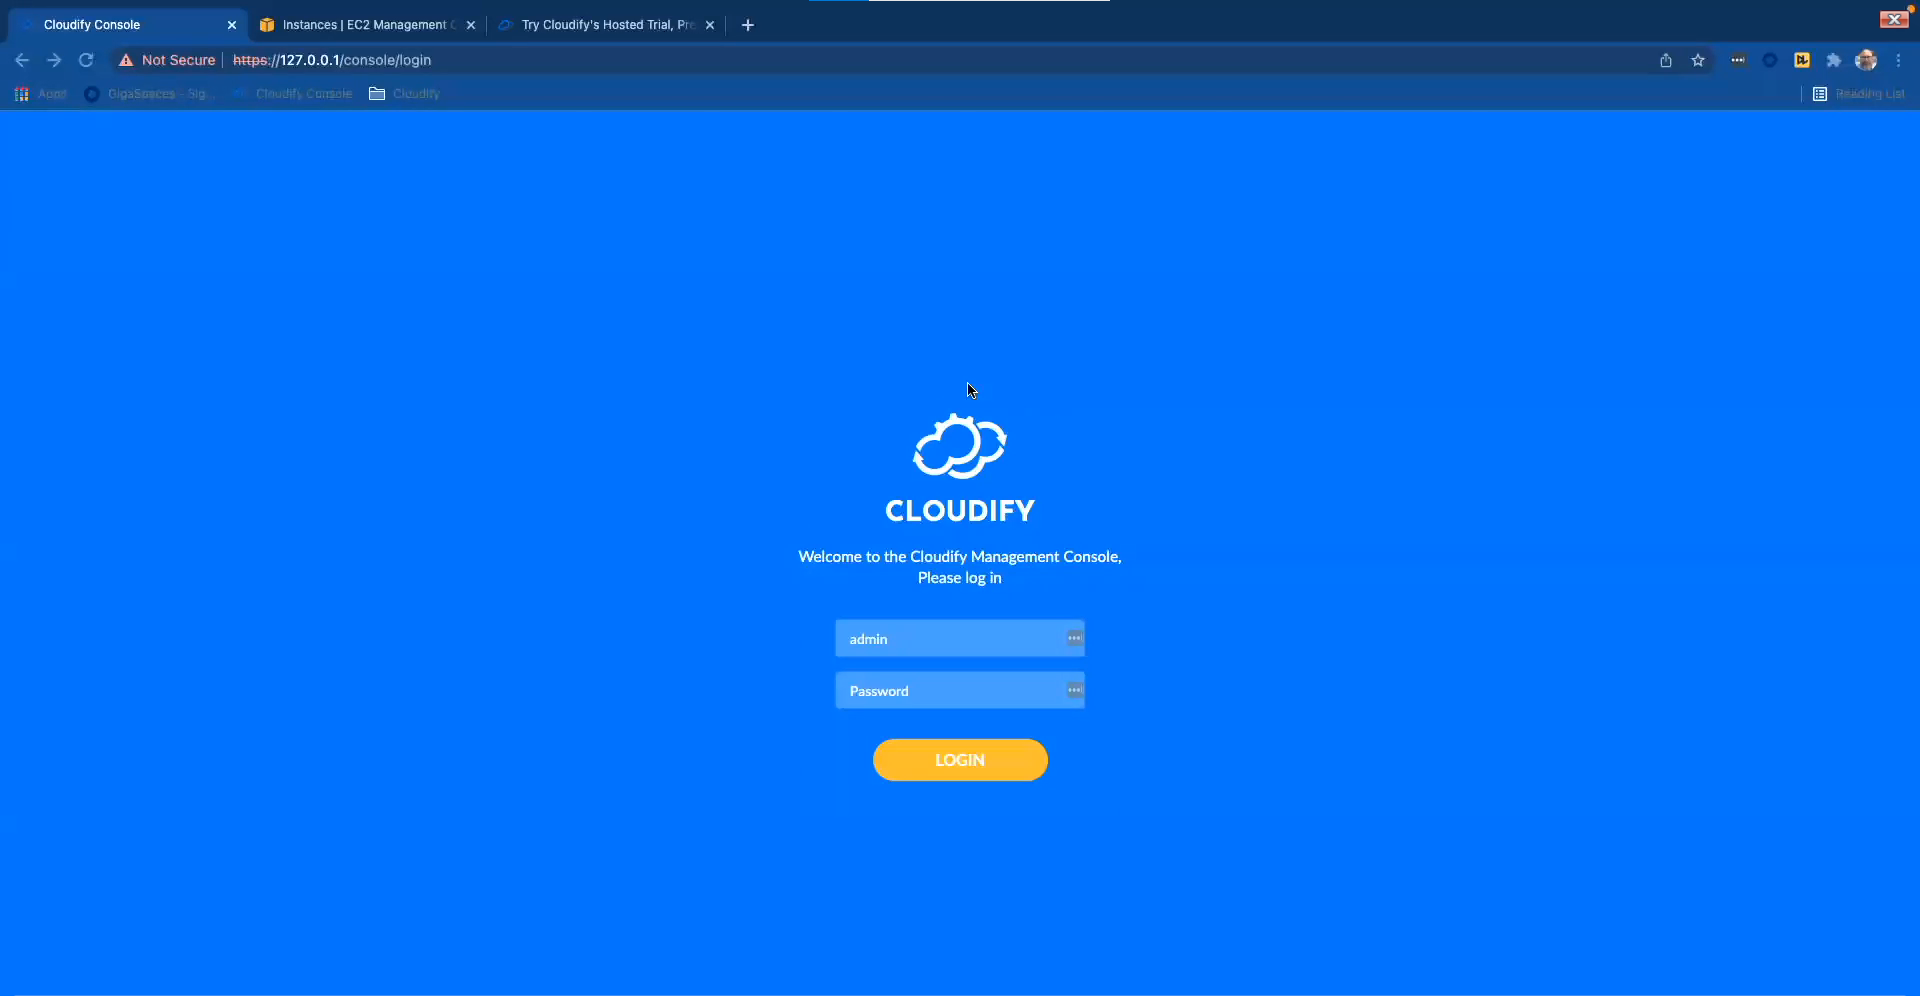 Cloudify Console
Instances | EC2 Management C
Try Cloudify's Hosted Trial, Pre
Not Secure
https://127.0.0.1/console/login
Apps
GigaSpaces - Sig...
Cloudify Console
Cloudify
Reading List
CLOUDIFY
Welcome to the Cloudify Management Console,
Please log in
admin
Password
LOGIN